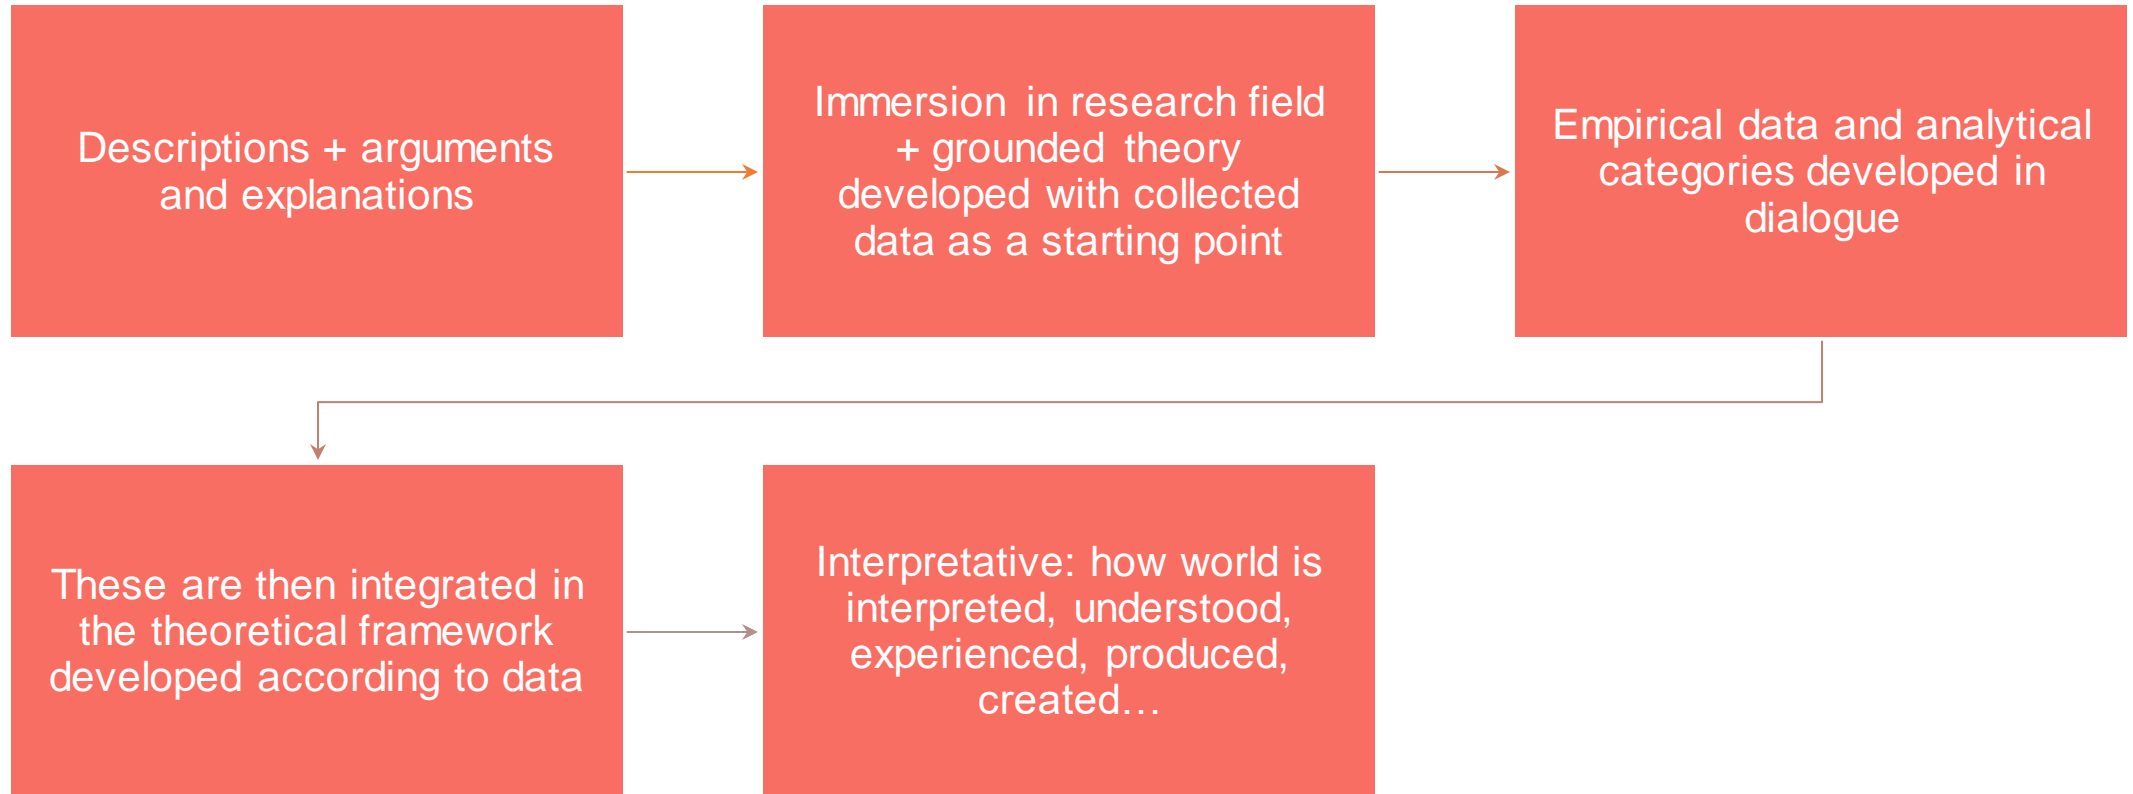 Descriptions + arguments
and explanations
Immersion in research field
+ grounded theory
developed with collected
data as a starting point
Empirical data and analytical
categories developed in
dialogue
These are then integrated in
the theoretical framework
developed according to data
Interpretative: how world is
interpreted, understood,
experienced, produced,
created…